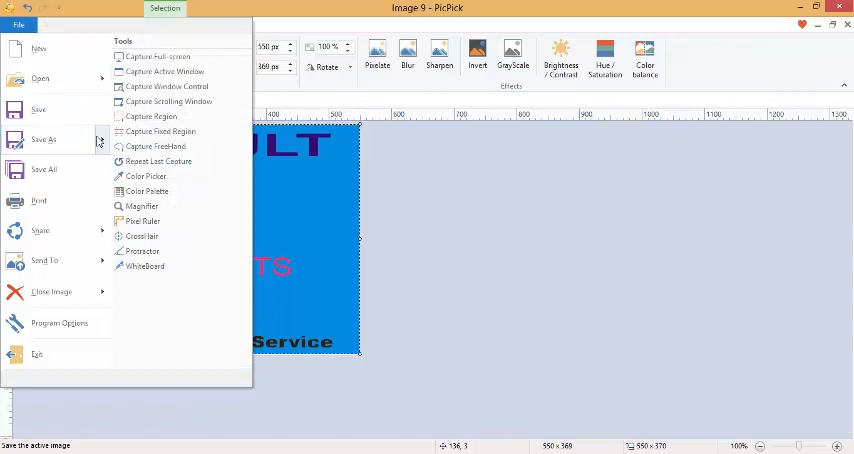 Selection
Image 9 - PicPick
File
New
Open
Save
Save As
Save All
Print
Share
Send To
Close Image
Program Options
Exit
Tools
Capture Full-screen
Capture Active Window
Capture Window Control
Capture Scrolling Window
Capture Region
Capture Fixed Region
Capture FreeHand
Repeat Last Capture
Color Picker
Color Palette
Magnifier
Pixel Ruler
CrossHair
Protractor
WhiteBoard
550 px
369 px
100 %
Rotate
Pixelate
Blur
Sharpen
Invert
GrayScale
Brightness
/ Contrast
Hue /
Saturation
Color
balance
Effects
400 500 600 700 800 900 1000 1100 1200 1300
ULT
TS
Service
Save the active image
136, 3
550 x 369
550 x 370
100%